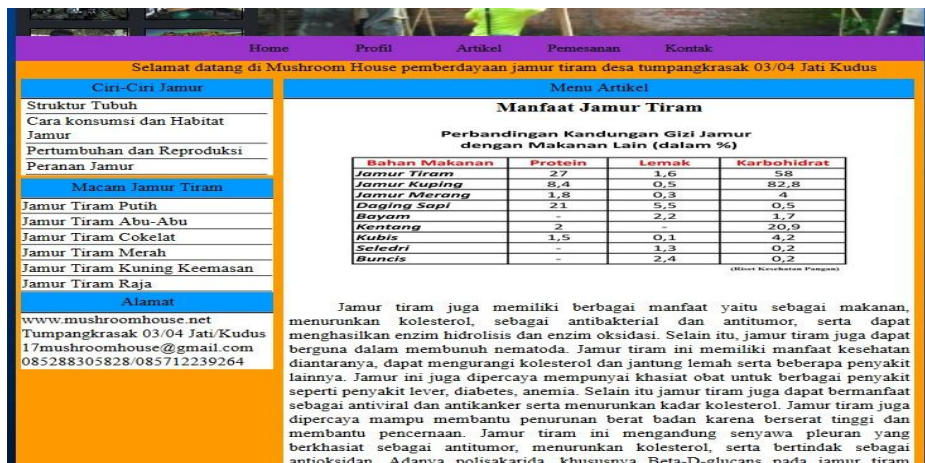 Home Profil Artikel Pemesanan Kontak
Selamat datang di Mushroom House pemberdayaan jamur tiram desa tumpangkrasak 03/04 Jati Kudus
Ciri-Ciri Jamur
Struktur Tubuh
Cara konsumsi dan Habitat
Jamur
Pertumbuhan dan Reproduksi
Peranan Jamur
Macam Jamur Tiram
Jamur Tiram Putih
Jamur Tiram Abu-Abu
Jamur Tiram Cokelat
Jamur Tiram Merah
Jamur Tiram Kuning Keemasan
Jamur Tiram Raja
Alamat
www.mushroomhouse.net
Tumpangkrasak 03/04 Jati/Kudus
17mushroomhouse@gmail.com
085288305828/085712239264
Menu Artikel
Manfaat Jamur Tiram
Perbandingan Kandungan Gizi Jamur
dengan Makanan Lain (dalam %)
Bahan Makanan Protein Lemak Karbohidrat
Jamur Tiram 27 1,6 58
Jamur Kuping 8,4 0,5 82,8
Jamur Merang 1,8 0,3 4
Daging Sapi 21 5,5 0,5
Bayam - 2,2 1,7
Kentang 2 - 20,9
Kubis 1,5 0,1 4,2
Seledri - 1,3 0,2
Buncis - 2,4 0,2
(Riset Kesehatan Pangan)
Jamur tiram juga memiliki berbagai manfaat yaitu sebagai makanan,
menurunkan kolesterol, sebagai antibakterial dan antitumor, serta dapat
menghasilkan enzim hidrolisis dan enzim oksidasi. Selain itu, jamur tiram juga dapat
berguna dalam membunuh nematoda. Jamur tiram ini memiliki manfaat kesehatan
diantaranya, dapat mengurangi kolesterol dan jantung lemah serta beberapa penyakit
lainnya. Jamur ini juga dipercaya mempunyai khasiat obat untuk berbagai penyakit
seperti penyakit lever, diabetes, anemia. Selain itu jamur tiram juga dapat bermanfaat
sebagai antiviral dan antikanker serta menurunkan kadar kolesterol. Jamur tiram juga
dipercaya mampu membantu penurunan berat badan karena berserat tinggi dan
membantu pencernaan. Jamur tiram ini mengandung senyawa pleuran yang
berkhasiat sebagai antitumor, menurunkan kolesterol, serta bertindak sebagai
antioksidan. Adanya polisakarida, khususnya Beta-D-glucans pada jamur tiram